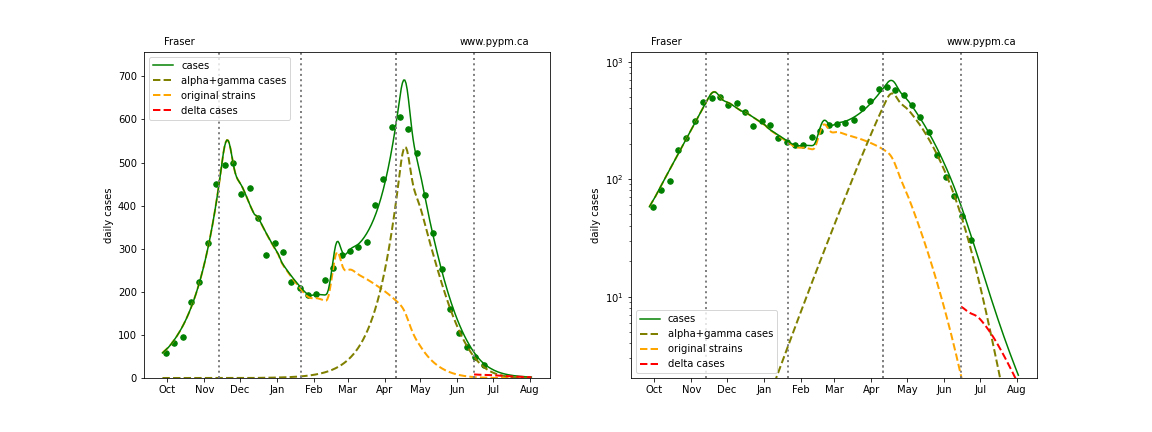 Fraser www.pypm.ca
cases
alpha+gamma cases
original strains
delta cases
daily cases
700
600
500
400
300
200
100
0
Oct Nov Dec Jan Feb Mar Apr May Jun Jul Aug
Fraser www.pypm.ca
10³
10²
10¹
daily cases
cases
alpha+gamma cases
original strains
delta cases
Oct Nov Dec Jan Feb Mar Apr May Jun Jul Aug